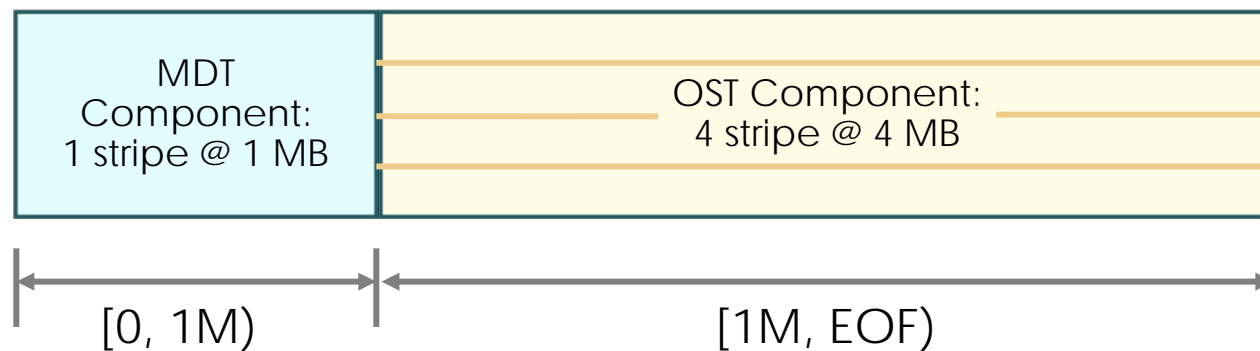 MDT
Component:
1 stripe @ 1 MB
OST Component:
4 stripe @ 4 MB
[0, 1M)
[1M, EOF)